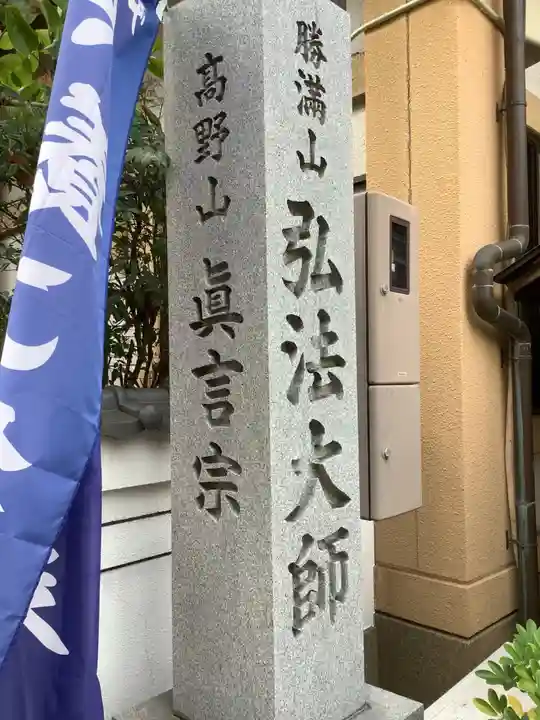 勝満山 弘法大師
高野山 眞言宗